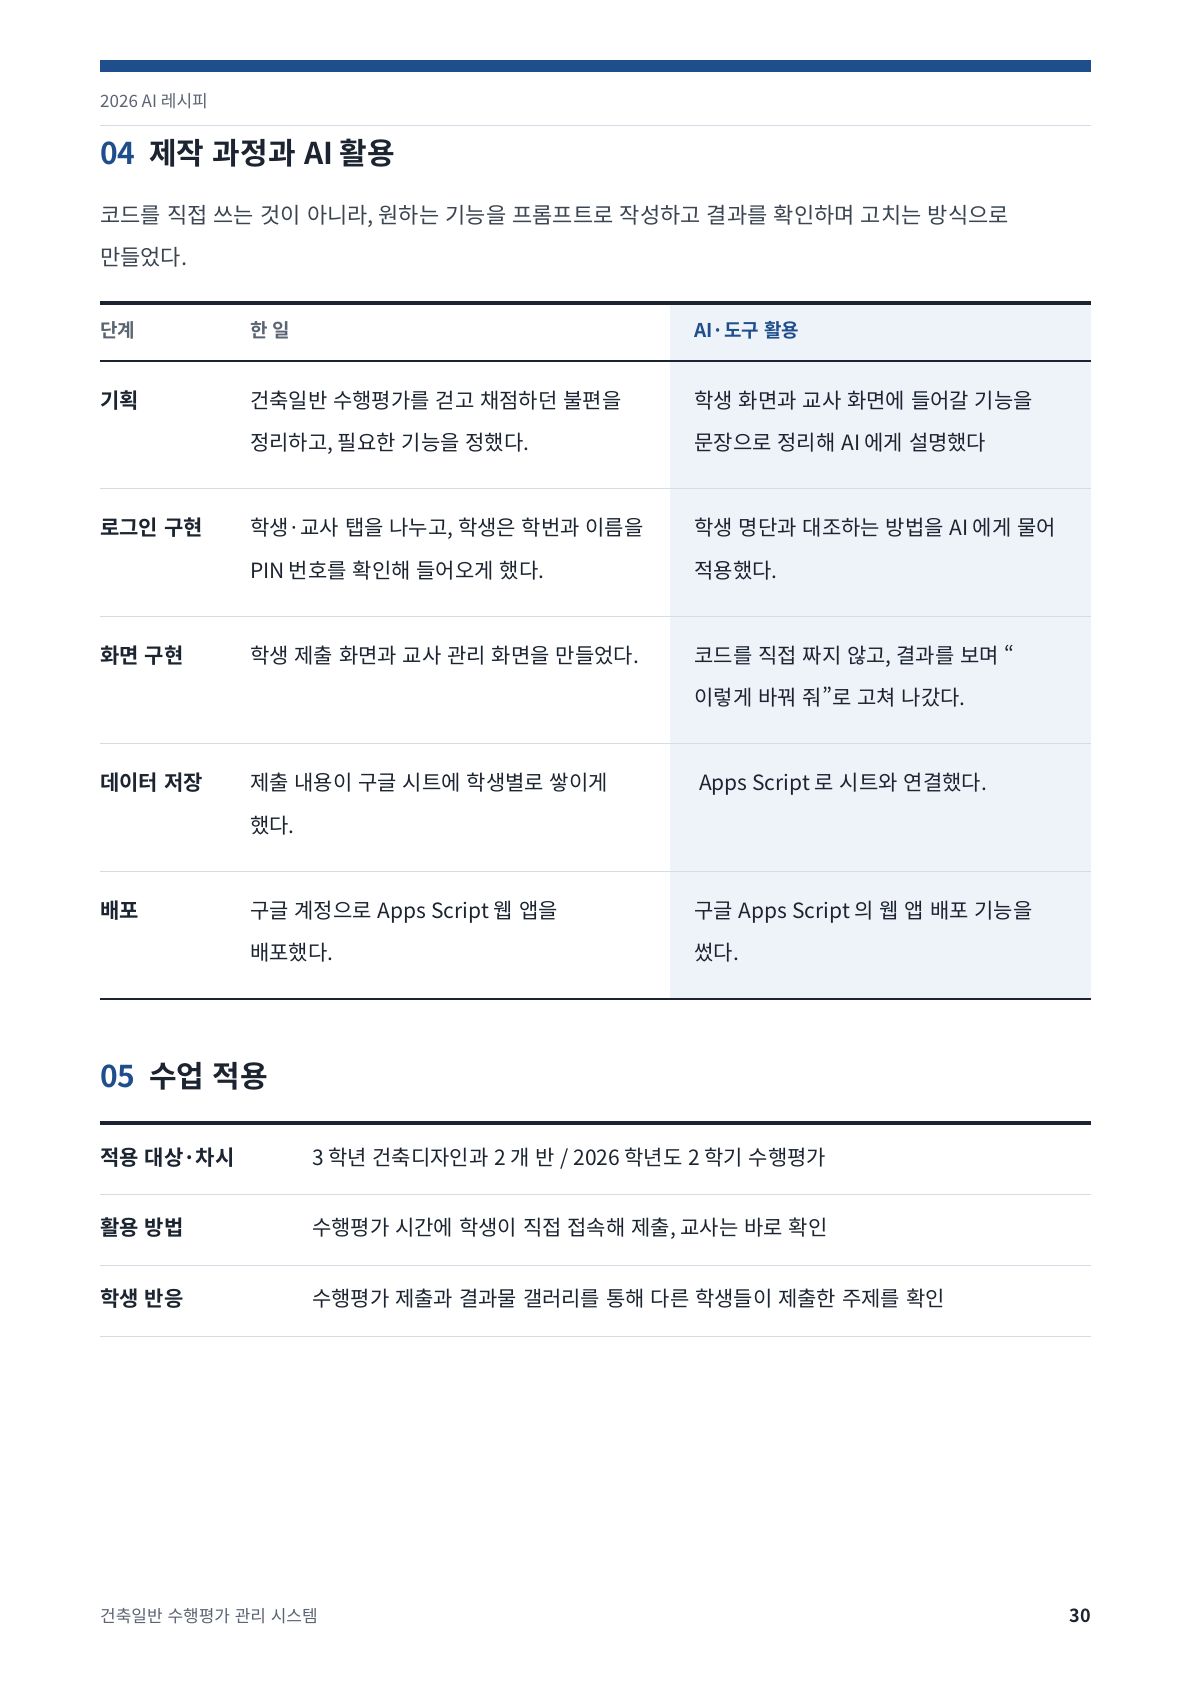 2026 AI 레시피
04 제작 과정과 AI 활용
코드를 직접 쓰는 것이 아니라, 원하는 기능을 프롬프트로 작성하고 결과를 확인하며 고치는 방식으로
만들었다.
단계 한 일 AI·도구 활용
기획 건축일반 수행평가를 걷고 채점하던 불편을 학생 화면과 교사 화면에 들어갈 기능을
정리하고, 필요한 기능을 정했다. 문장으로 정리해 AI 에게 설명했다
로그인 구현 학생·교사 탭을 나누고, 학생은 학번과 이름을 학생 명단과 대조하는 방법을 AI 에게 물어
PIN 번호를 확인해 들어오게 했다. 적용했다.
화면 구현 학생 제출 화면과 교사 관리 화면을 만들었다. 코드를 직접 짜지 않고, 결과를 보며 “
이렇게 바꿔 줘”로 고쳐 나갔다.
데이터 저장 제출 내용이 구글 시트에 학생별로 쌓이게 Apps Script 로 시트와 연결했다.
했다.
배포 구글 계정으로 Apps Script 웹 앱을 구글 Apps Script 의 웹 앱 배포 기능을
배포했다. 썼다.
05 수업 적용
적용 대상·차시 3 학년 건축디자인과 2 개 반 / 2026 학년도 2 학기 수행평가
활용 방법 수행평가 시간에 학생이 직접 접속해 제출, 교사는 바로 확인
학생 반응 수행평가 제출과 결과물 갤러리를 통해 다른 학생들이 제출한 주제를 확인
건축일반 수행평가 관리 시스템 30